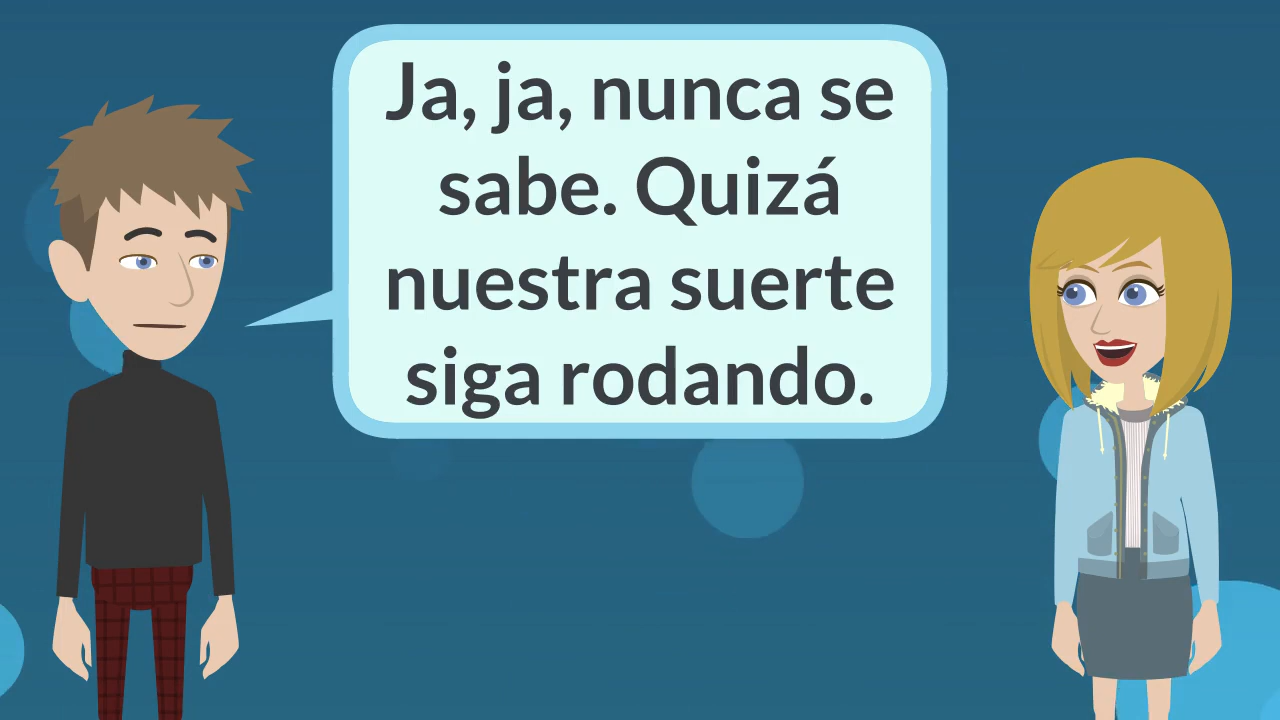 Ja, ja, nunca se
sabe. Quizá
nuestra suerte
siga rodando.